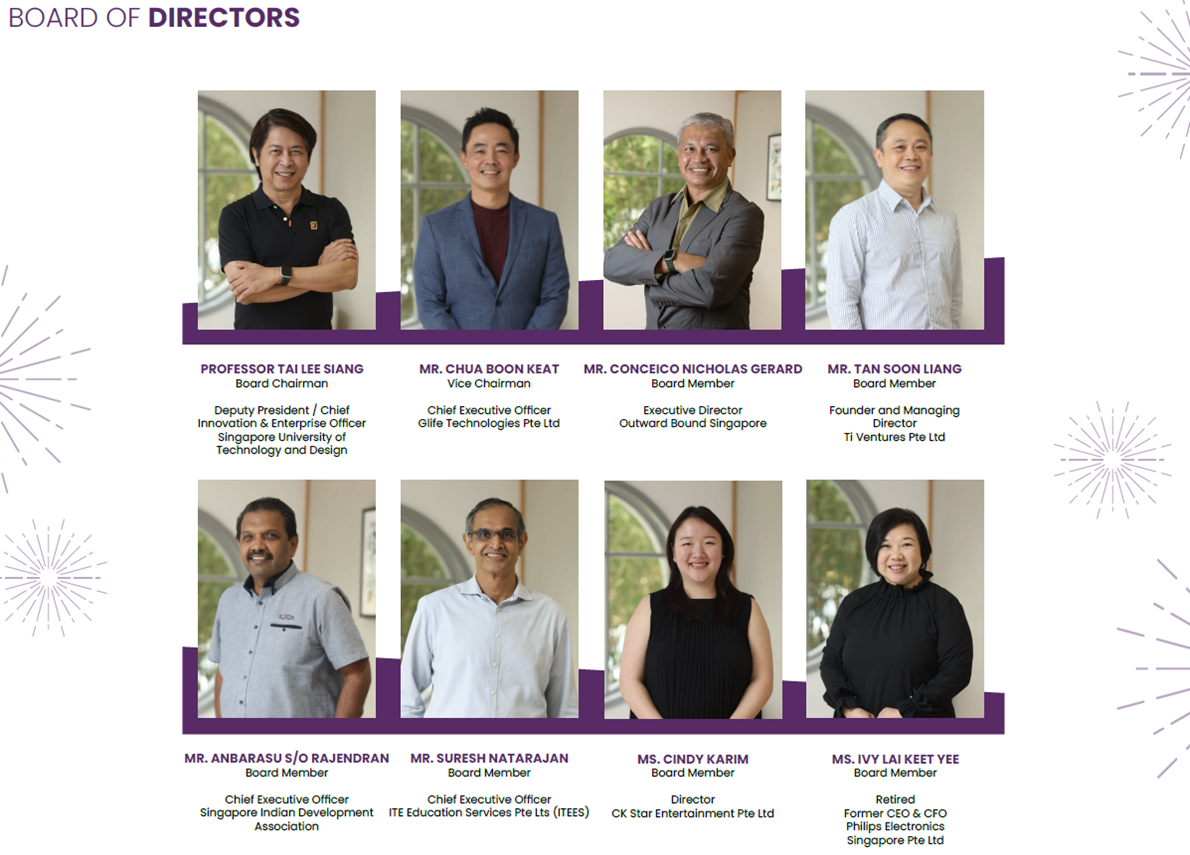 BOARD OF DIRECTORS
PROFESSOR TAI LEE SIANG
Board Chairman
Deputy President / Chief
Innovation & Enterprise Officer
Singapore University of
Technology and Design
MR. CHUA BOON KEAT
Vice Chairman
Chief Executive Officer
Glife Technologies Pte Ltd
MR. CONCEICO NICHOLAS GERARD
Board Member
Executive Director
Outward Bound Singapore
MR. TAN SOON LIANG
Board Member
Founder and Managing
Director
Ti Ventures Pte Ltd
MR. ANBARASU S/O RAJENDRAN
Board Member
Chief Executive Officer
Singapore Indian Development
Association
MR. SURESH NATARAJAN
Board Member
Chief Executive Officer
ITE Education Services Pte Lts (ITEES)
MS. CINDY KARIM
Board Member
Director
CK Star Entertainment Pte Ltd
MS. IVY LAI KEET YEE
Board Member
Retired
Former CEO & CFO
Philips Electronics
Singapore Pte Ltd